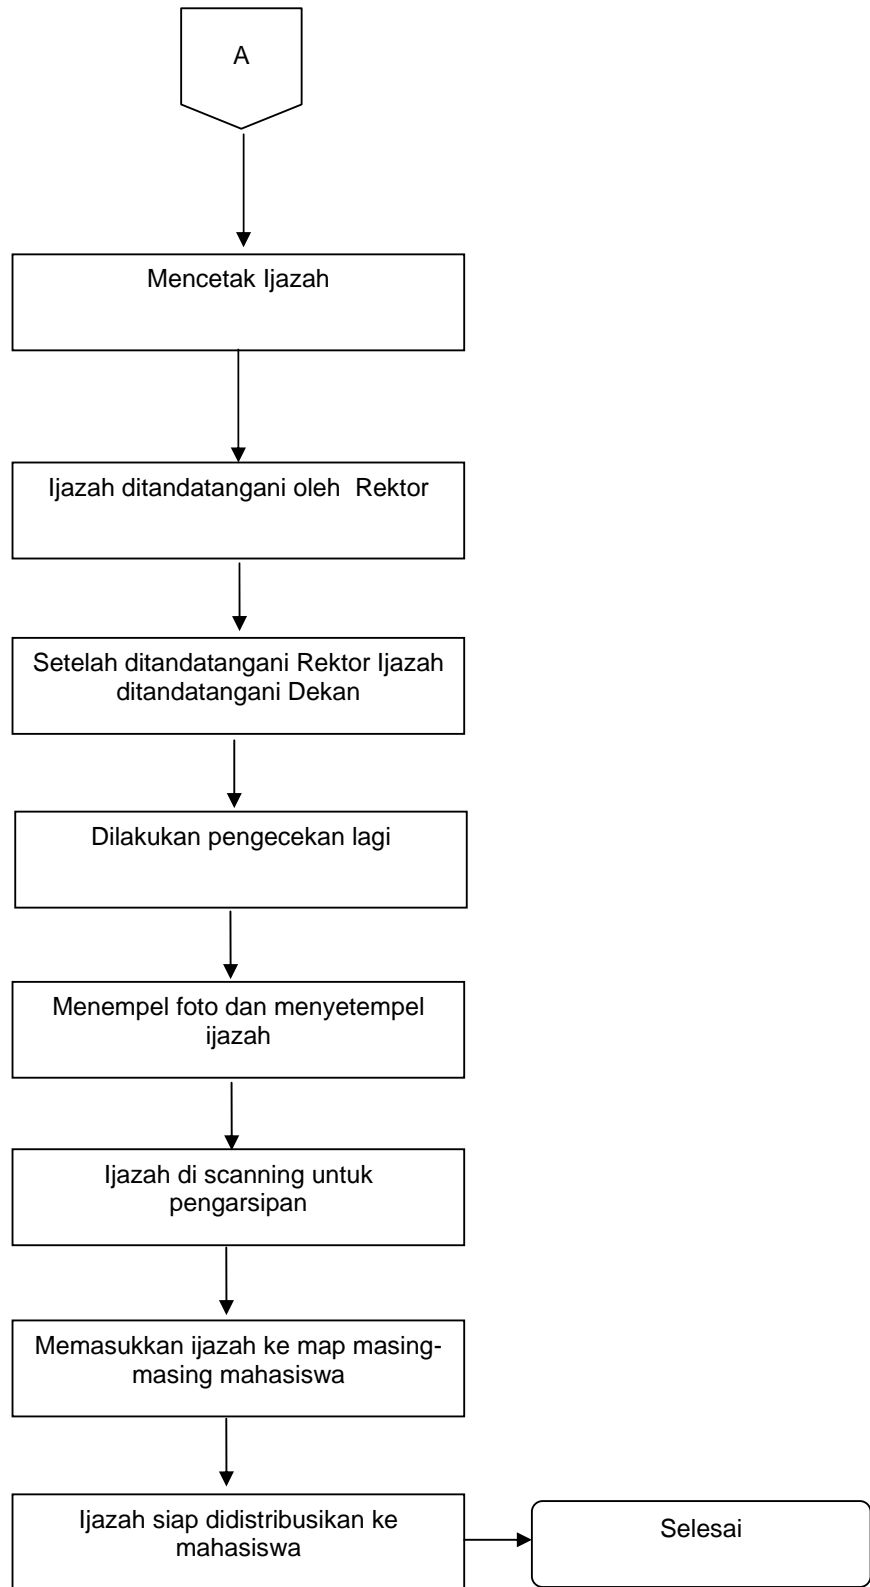 A
Mencetak Ijazah
Ijazah ditandatangani oleh  Rektor
Setelah ditandatangani Rektor Ijazah
ditandatangani Dekan
Dilakukan pengecekan lagi
Menempel foto dan menyetempel
ijazah
Ijazah di scanning untuk
pengarsipan
Memasukkan ijazah ke map masing-
masing mahasiswa
Ijazah siap didistribusikan ke
mahasiswa
Selesai